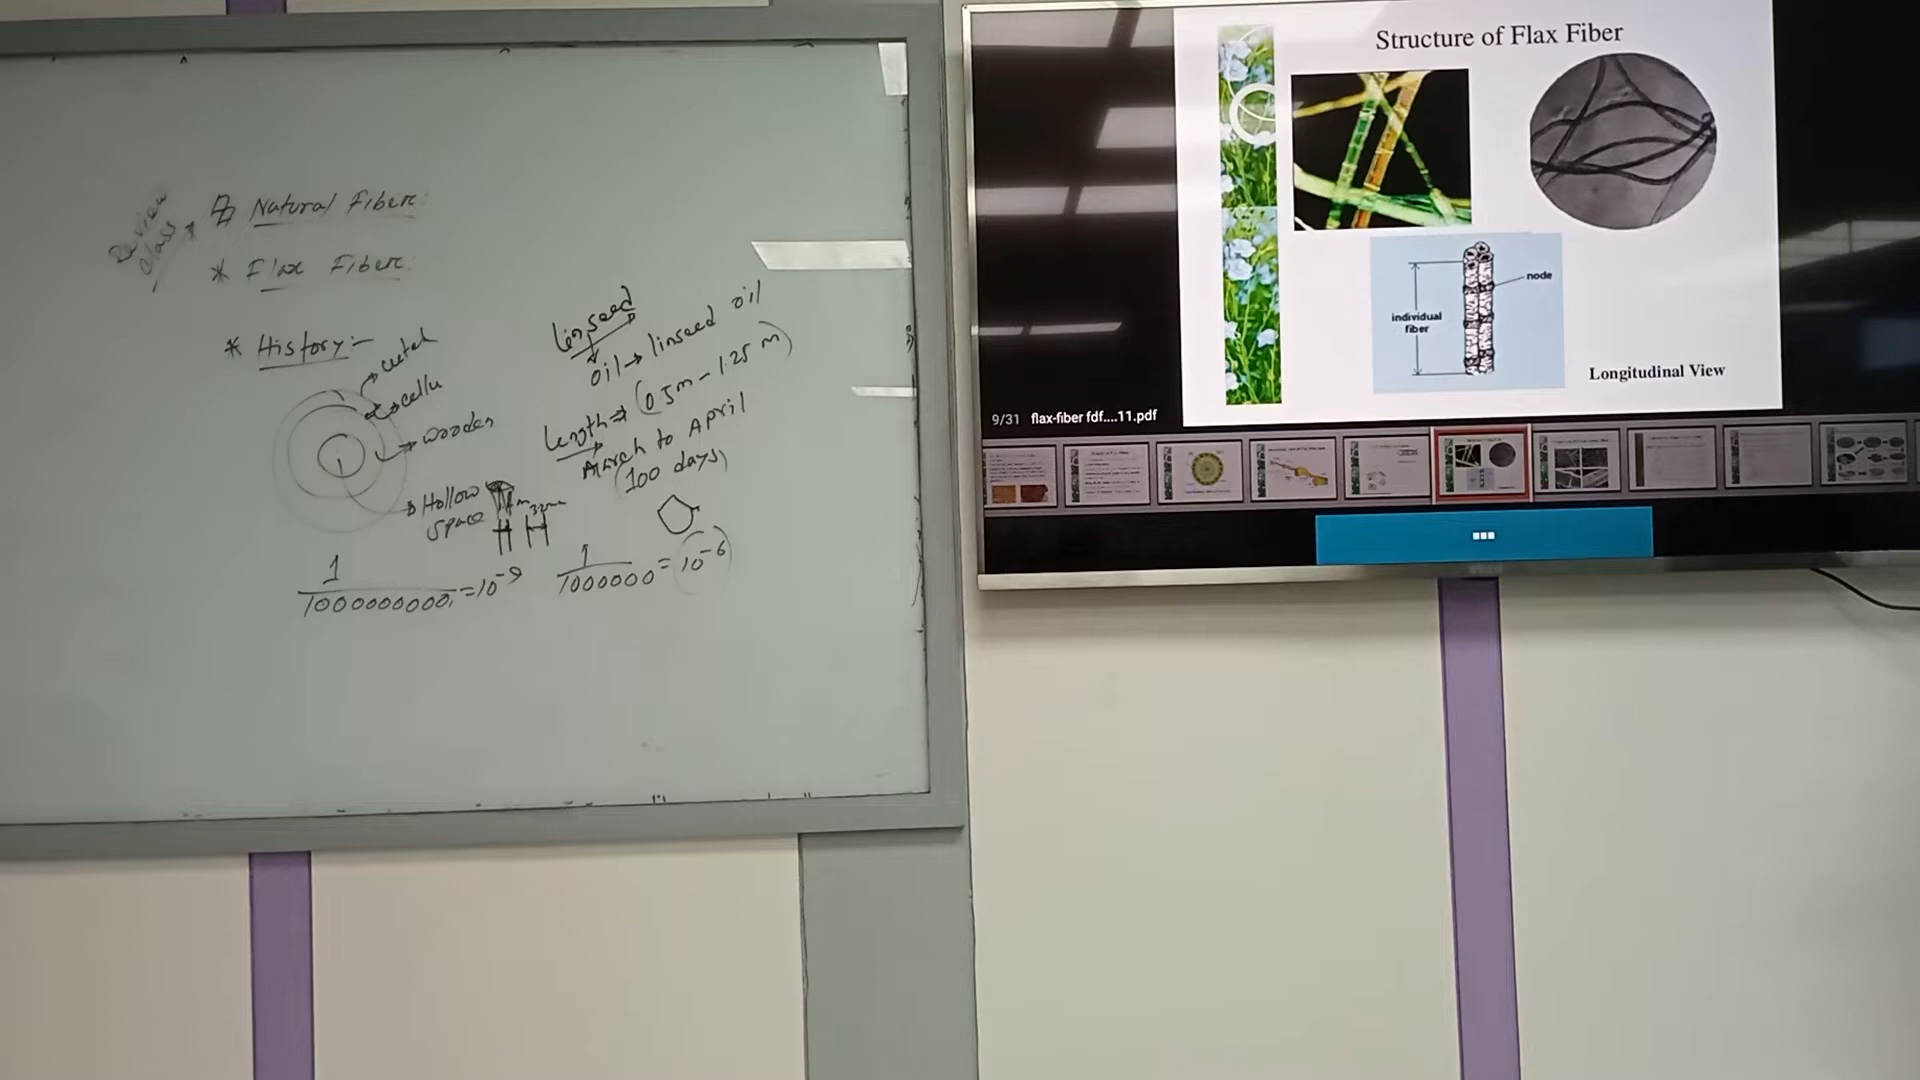 Review
class
Natural Fiber:
* Flax Fiber:
* History:-
cellu
wooden
Hollow
space
1
1000000000 = 10-9
Linseed
oil → linseed oil
Length ⇒ (0.5m - 1.25 m)
March to April
(100 days)
1
1000000 = 10-6
Structure of Flax Fiber
node
individual
fiber
Longitudinal View
9/31 flax-fiber fdf....11.pdf